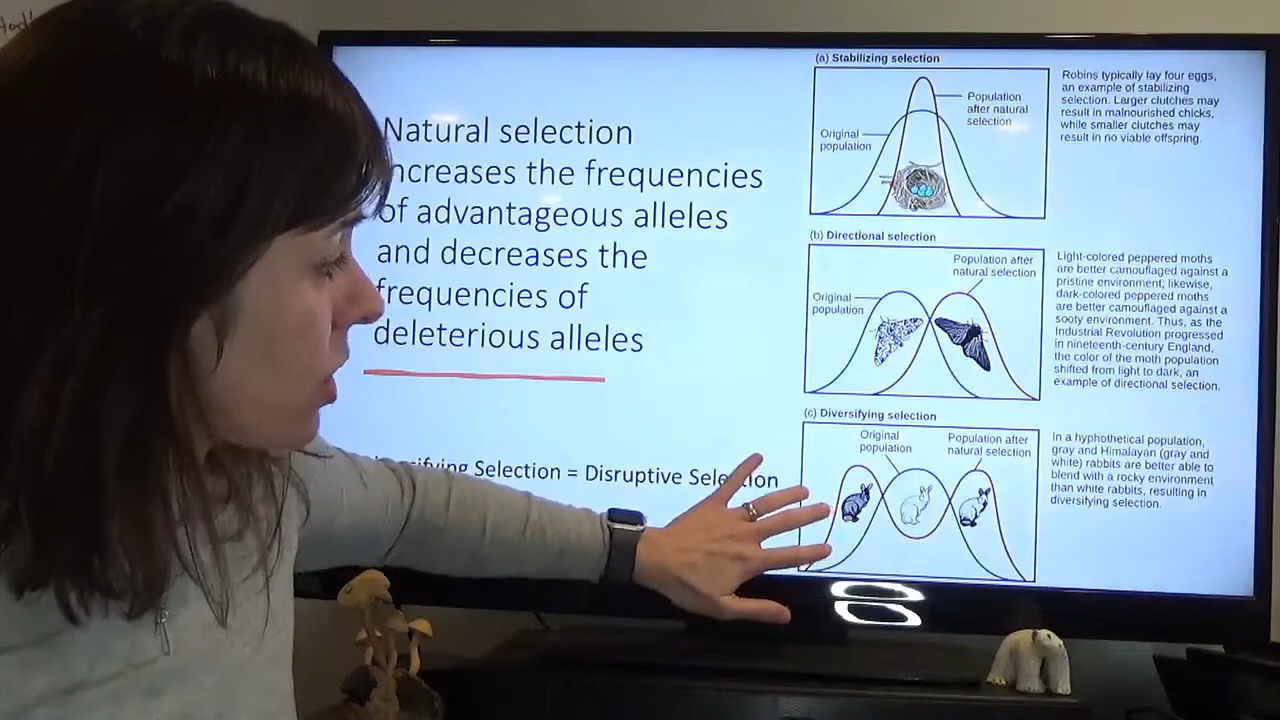 Natural selection
increases the frequencies
of advantageous alleles
and decreases the
frequencies of
deleterious alleles
Selection = Disruptive Selection
(a) Stabilizing selection
Population
after natural
selection
Original
population
Robins typically lay four eggs,
an example of stabilizing
selection. Larger clutches may
result in malnourished chicks,
while smaller clutches may
result in no viable offspring.
(b) Directional selection
Population after
natural selection
Original
population
Light-colored peppered moths
are better camouflaged against a
pristine environment; likewise,
dark-colored peppered moths
are better camouflaged against a
sooty environment. Thus, as the
Industrial Revolution progressed
in nineteenth-century England,
the color of the moth population
shifted from light to dark, an
example of directional selection.
(c) Diversifying selection
Original
population
Population after
natural selection
In a hyphothetical population,
gray and Himalayan (gray and
white) rabbits are better able to
blend with a rocky environment
than white rabbits, resulting in
diversifying selection.